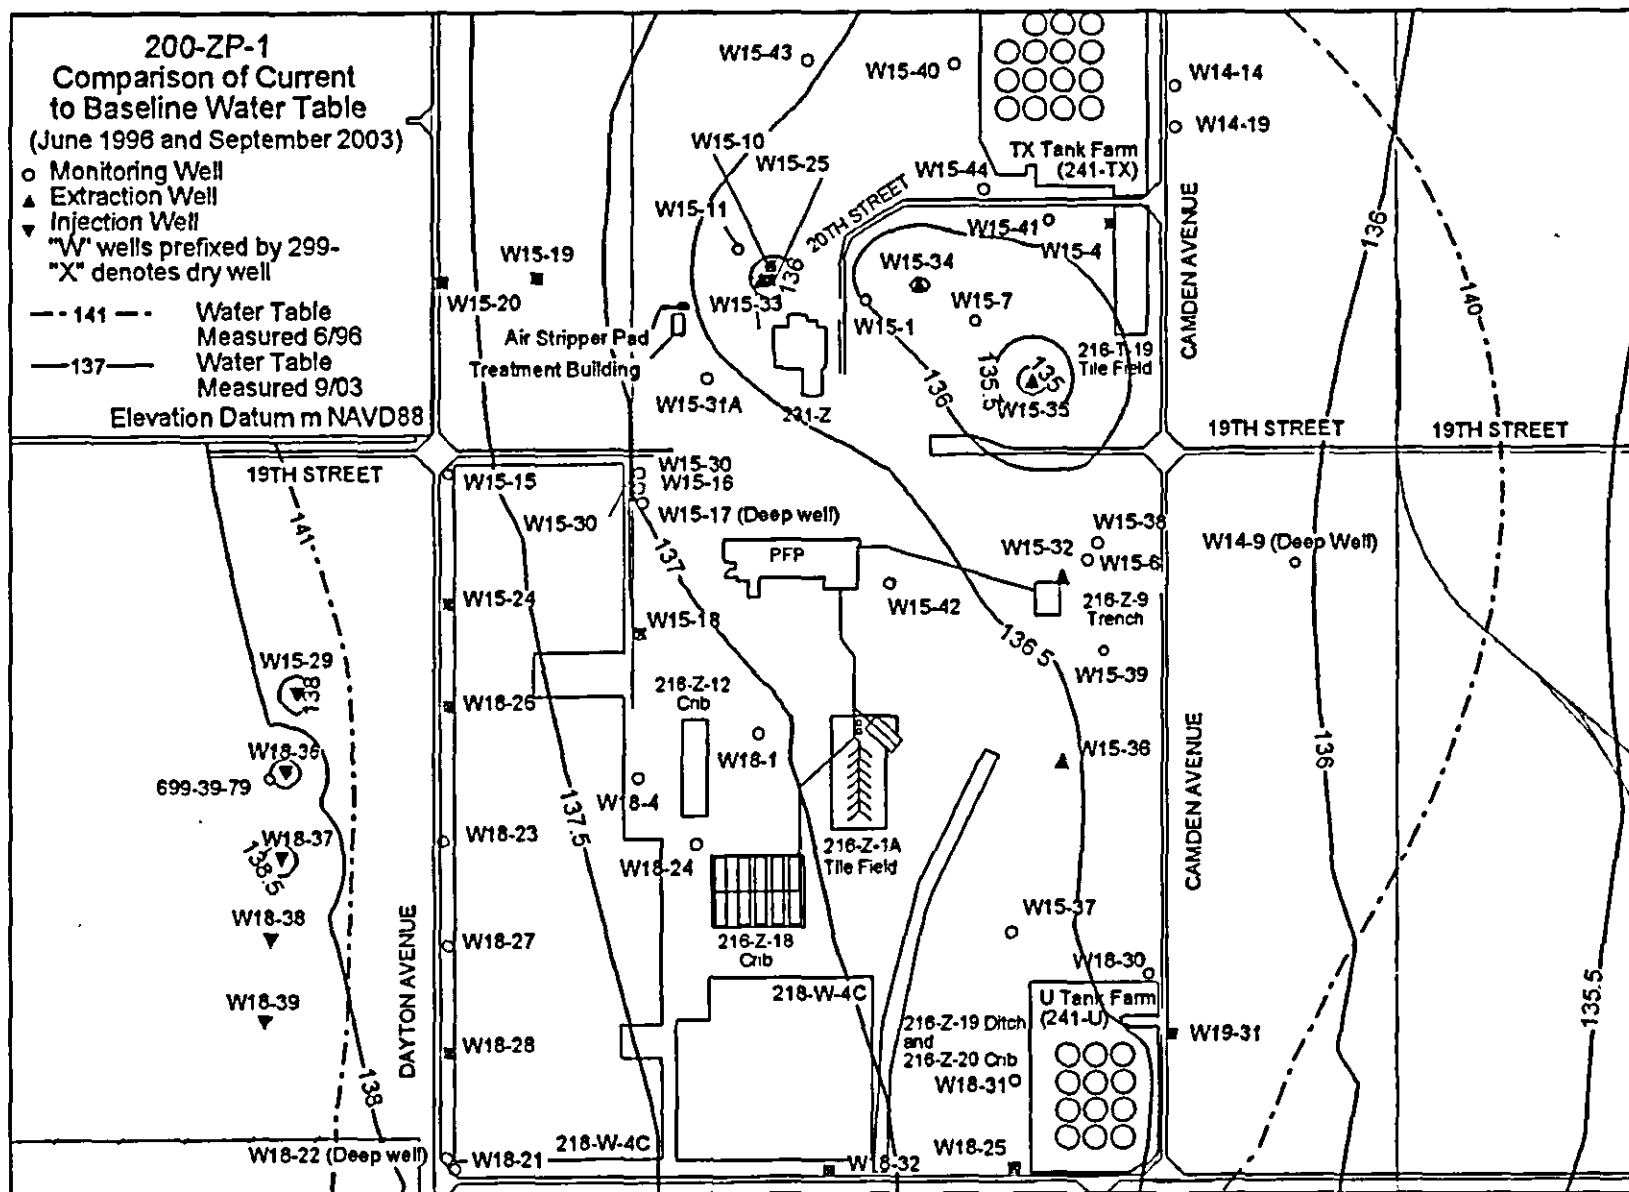 200-ZP-1
Comparison of Current
to Baseline Water Table
(June 1996 and September 2003)
Monitoring Well
Extraction Well
Injection Well
"W" wells prefixed by 299-
"X" denotes dry well
141
Water Table
Measured 6/96
137
Water Table
Measured 9/03
Elevation Datum m NAVD88
W15-43
W15-40
W14-14
W14-19
TX Tank Farm
(241-TX)
W15-10
W15-25
W15-44
W15-11
20TH STREET
W15-41
W15-4
CAMDEN AVENUE
136
W15-19
W15-20
136
W15-33
W15-34
W15-7
W15-1
140
Air Stripper Pad
Treatment Building
216-T-19
Tile Field
135
135.5
W15-35
136
W15-31A
231-Z
19TH STREET
19TH STREET
19TH STREET
W15-15
W15-30
W15-16
W15-30
W15-17 (Deep well)
141
137
PFP
W15-38
W15-32
W15-6
W14-9 (Deep Well)
W15-42
216-Z-9
Trench
W15-24
W15-18
136.5
W15-39
W15-29
138
216-Z-12
Crib
W18-26
W18-36
699-39-79
W18-1
W15-36
136
CAMDEN AVENUE
W18-4
137.5
W18-37
138.5
W18-23
W18-24
216-Z-1A
Tile Field
W18-38
W15-37
W18-27
216-Z-18
Crib
W18-30
DAYTON AVENUE
W18-39
218-W-4C
U Tank Farm
(241-U)
216-Z-19 Ditch
and
216-Z-20 Crib
W19-31
135.5
W18-28
W18-31
138
W18-22 (Deep well)
W18-21
218-W-4C
W18-32
W18-25